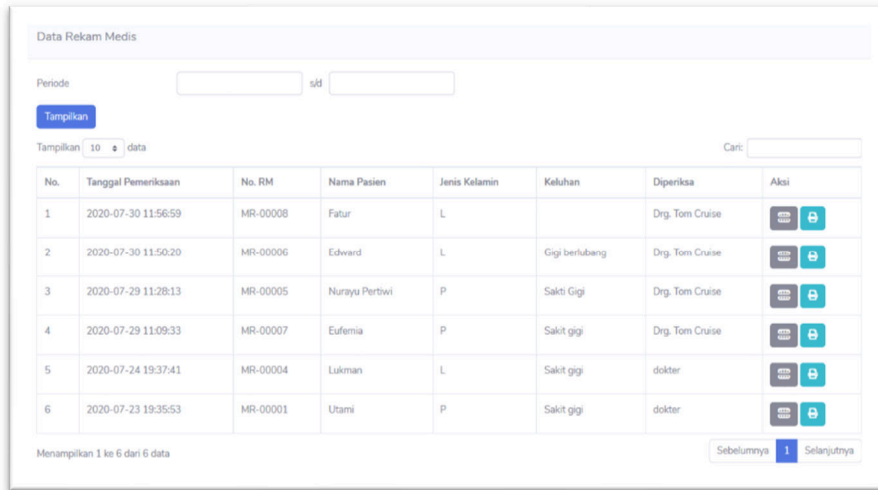 Data Rekam Medis
Periode s/d
Tampilkan
Tampilkan 10 data Cari:
No. Tanggal Pemeriksaan No. RM Nama Pasien Jenis Kelamin Keluhan Diperiksa Aksi
1 2020-07-30 11:56:59 MR-00008 Fatur L Drg. Tom Cruise
2 2020-07-30 11:50:20 MR-00006 Edward L Gigi berlubang Drg. Tom Cruise
3 2020-07-29 11:28:13 MR-00005 Nurayu Pertiwi P Sakti Gigi Drg. Tom Cruise
4 2020-07-29 11:09:33 MR-00007 Eufemia P Sakit gigi Drg. Tom Cruise
5 2020-07-24 19:37:41 MR-00004 Lukman L Sakit gigi dokter
6 2020-07-23 19:35:53 MR-00001 Utami P Sakit gigi dokter
Menampilkan 1 ke 6 dari 6 data Sebelumnya 1 Selanjutnya